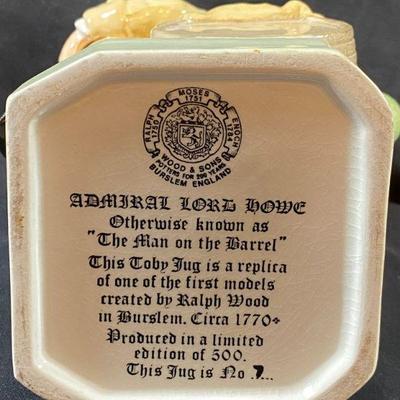 MOSES
1751
RALPH
1720
ENOCH
1784
WOOD & SONS
POTTERS FOR 200 YEARS
BURSLEM ENGLAND
ADMIRAL LORD HOWE
Otherwise known as
"The Man on the Barrel"
This Toby Jug is a replica
of one of the first models
created by Ralph Wood
in Burslem. Circa 1770
Produced in a limited
edition of 500.
This Jug is No 7...